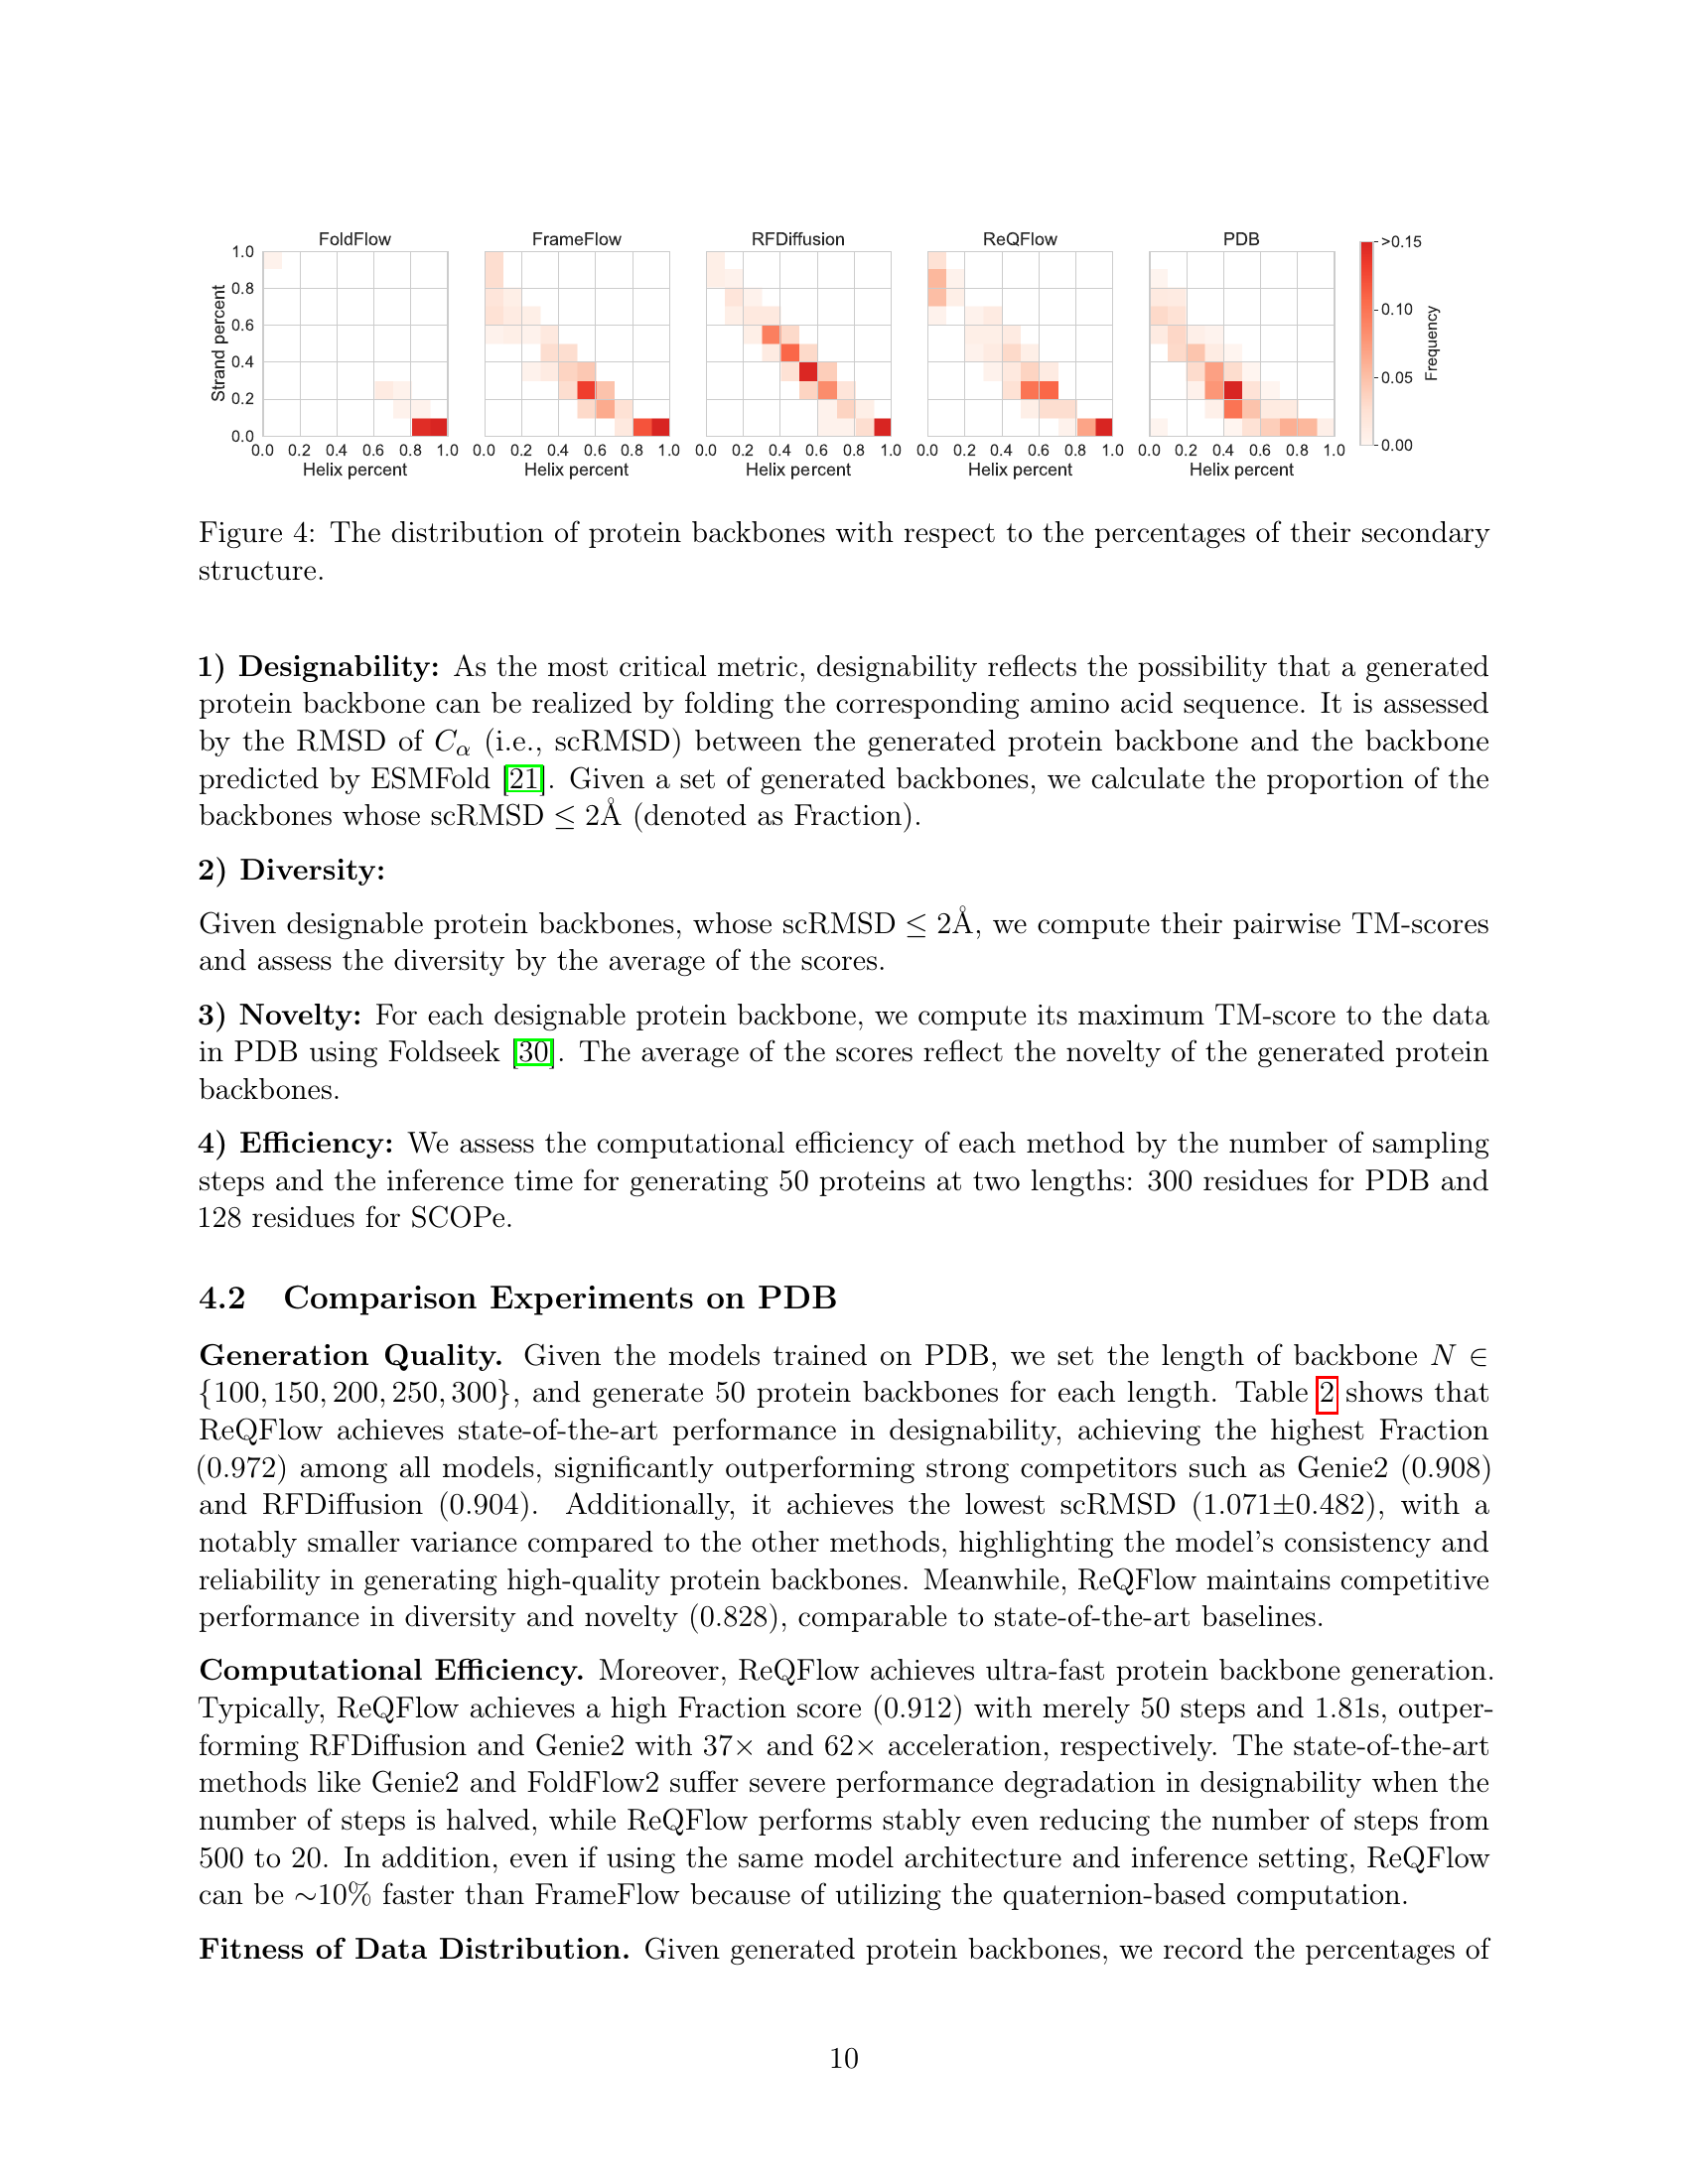 FoldFlow FrameFlow RFDiffusion ReQFlow PDB
Strand percent
1.0
0.8
0.6
0.4
0.2
0.0
0.0 0.2 0.4 0.6 0.8 1.0 0.0 0.2 0.4 0.6 0.8 1.0 0.0 0.2 0.4 0.6 0.8 1.0 0.0 0.2 0.4 0.6 0.8 1.0 0.0 0.2 0.4 0.6 0.8 1.0
Helix percent Helix percent Helix percent Helix percent Helix percent
>0.15
0.10
0.05
0.00
Frequency
Figure 4: The distribution of protein backbones with respect to the percentages of their secondary
structure.
1) Designability: As the most critical metric, designability reflects the possibility that a generated
protein backbone can be realized by folding the corresponding amino acid sequence. It is assessed
by the RMSD of Cα (i.e., scRMSD) between the generated protein backbone and the backbone
predicted by ESMFold [21]. Given a set of generated backbones, we calculate the proportion of the
backbones whose scRMSD ≤ 2Å (denoted as Fraction).
2) Diversity:
Given designable protein backbones, whose scRMSD ≤ 2Å, we compute their pairwise TM-scores
and assess the diversity by the average of the scores.
3) Novelty: For each designable protein backbone, we compute its maximum TM-score to the data
in PDB using Foldseek [30]. The average of the scores reflect the novelty of the generated protein
backbones.
4) Efficiency: We assess the computational efficiency of each method by the number of sampling
steps and the inference time for generating 50 proteins at two lengths: 300 residues for PDB and
128 residues for SCOPe.
4.2 Comparison Experiments on PDB
Generation Quality. Given the models trained on PDB, we set the length of backbone N ∈
{100, 150, 200, 250, 300}, and generate 50 protein backbones for each length. Table 2 shows that
ReQFlow achieves state-of-the-art performance in designability, achieving the highest Fraction
(0.972) among all models, significantly outperforming strong competitors such as Genie2 (0.908)
and RFDiffusion (0.904). Additionally, it achieves the lowest scRMSD (1.071±0.482), with a
notably smaller variance compared to the other methods, highlighting the model's consistency and
reliability in generating high-quality protein backbones. Meanwhile, ReQFlow maintains competitive
performance in diversity and novelty (0.828), comparable to state-of-the-art baselines.
Computational Efficiency. Moreover, ReQFlow achieves ultra-fast protein backbone generation.
Typically, ReQFlow achieves a high Fraction score (0.912) with merely 50 steps and 1.81s, outper-
forming RFDiffusion and Genie2 with 37× and 62× acceleration, respectively. The state-of-the-art
methods like Genie2 and FoldFlow2 suffer severe performance degradation in designability when the
number of steps is halved, while ReQFlow performs stably even reducing the number of steps from
500 to 20. In addition, even if using the same model architecture and inference setting, ReQFlow
can be ∼10% faster than FrameFlow because of utilizing the quaternion-based computation.
Fitness of Data Distribution. Given generated protein backbones, we record the percentages of
10